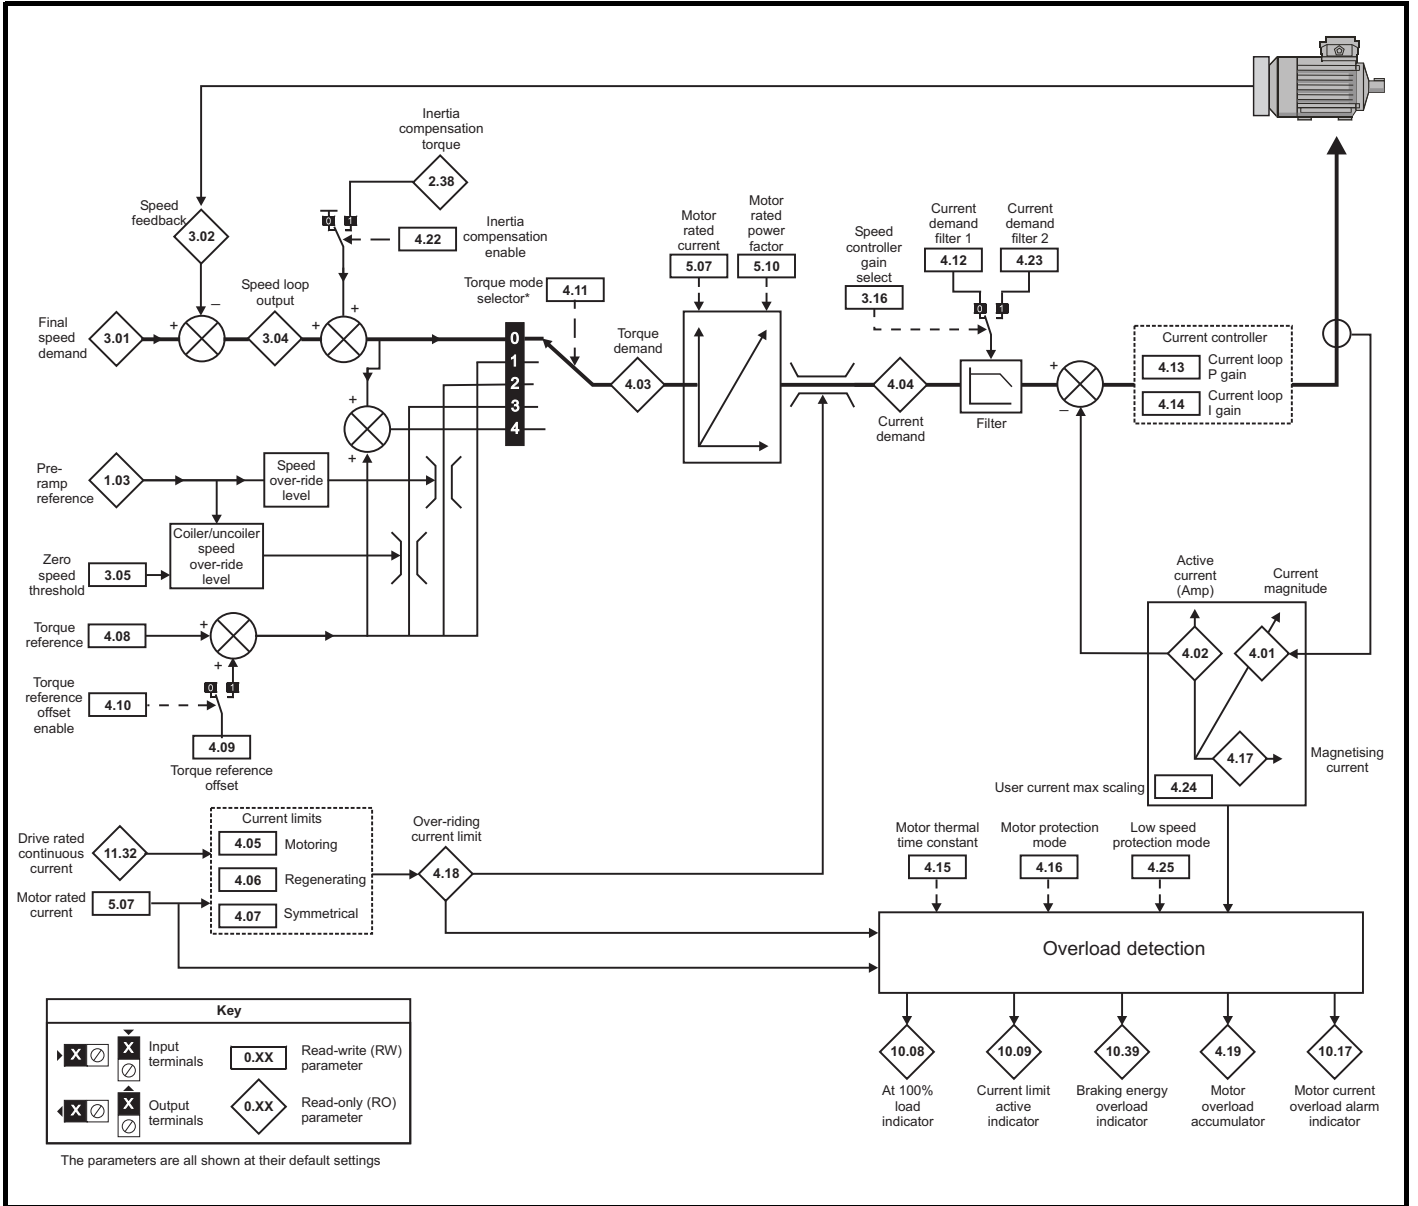 Inertia
compensation
torque
2.38
Speed
feedback
3.02
0 1
4.22
Inertia
compensation
enable
Motor
rated
current
5.07
Motor
rated
power
factor
5.10
Speed
controller
gain
select
3.16
Current
demand
filter 1
4.12
Current
demand
filter 2
4.23
0 1
Final
speed
demand
3.01
+
–
Speed loop
output
3.04
+
+
Torque mode
selector*
4.11
0
1
2
3
4
Torque
demand
4.03
4.04
Current
demand
Filter
+
–
Current controller
4.13
Current loop
P gain
4.14
Current loop
I gain
+
+
Pre-
ramp
reference
1.03
Speed
over-ride
level
Coiler/uncoiler
speed
over-ride
level
Zero
speed
threshold
3.05
Torque
reference
4.08
+
+
0 1
Torque
reference
offset
enable
4.10
4.09
Torque reference
offset
Active
current
(Amp)
Current
magnitude
4.02
4.01
4.17
Magnetising
current
User current max scaling
4.24
Drive rated
continuous
current
11.32
Motor rated
current
5.07
Current limits
4.05
Motoring
4.06
Regenerating
4.07
Symmetrical
Over-riding
current limit
4.18
Motor thermal
time constant
4.15
Motor protection
mode
4.16
Low speed
protection mode
4.25
Overload detection
10.08
At 100%
load
indicator
10.09
Current limit
active
indicator
10.39
Braking energy
overload
indicator
4.19
Motor
overload
accumulator
10.17
Motor current
overload alarm
indicator
Key
X
X
Input
terminals
0.XX
Read-write (RW)
parameter
X
X
Output
terminals
0.XX
Read-only (RO)
parameter
The parameters are all shown at their default settings